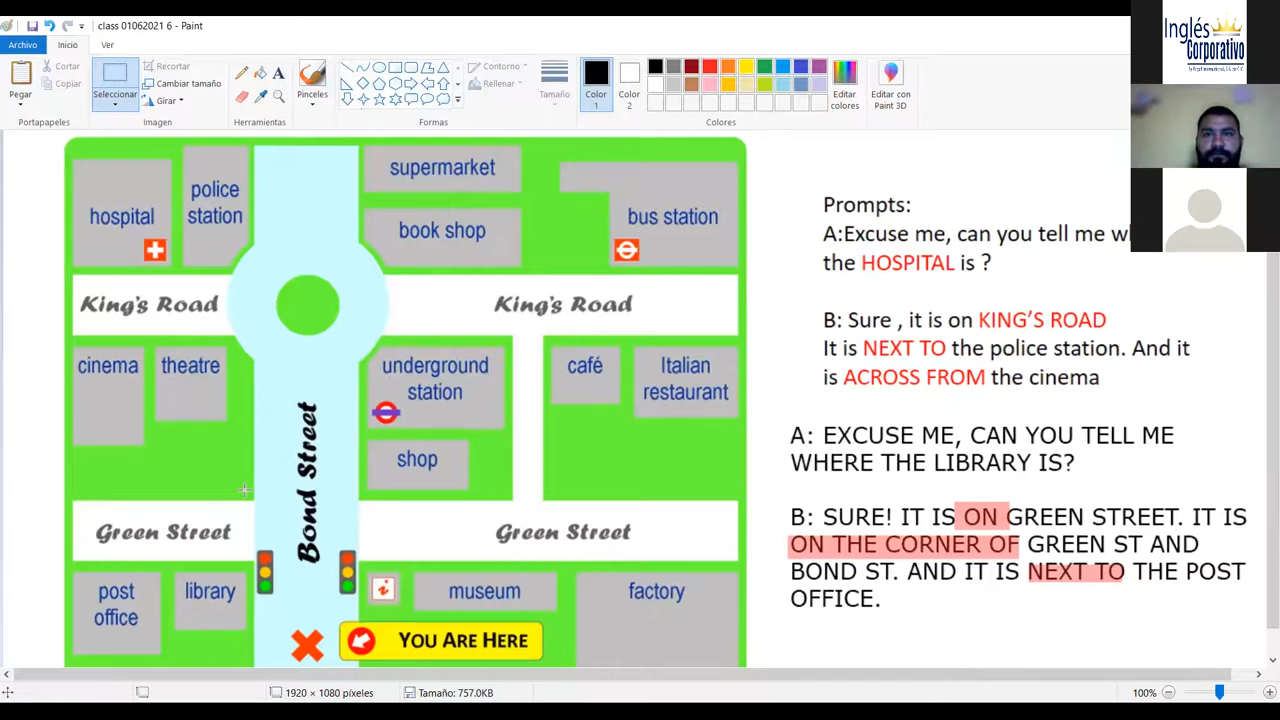 class 01062021 6 - Paint
Archivo
Inicio
Ver
Pegar
Cortar
Copiar
Portapapeles
Seleccionar
Recortar
Cambiar tamaño
Girar
Imagen
Herramientas
Pinceles
Contorno
Rellenar
Formas
Tamaño
Color
1
Color
2
Colores
Editar
colores
Editar con
Paint 3D
Inglés
Corporativo
hospital
police
station
supermarket
book shop
bus station
King's Road
King's Road
cinema
theatre
underground
station
café
Italian
restaurant
shop
Bond Street
Green Street
Green Street
post
office
library
i
museum
factory
YOU ARE HERE
Prompts:
A:Excuse me, can you tell me
the HOSPITAL is ?
B: Sure , it is on KING'S ROAD
It is NEXT TO the police station. And it
is ACROSS FROM the cinema
A: EXCUSE ME, CAN YOU TELL ME
WHERE THE LIBRARY IS?
B: SURE! IT IS ON GREEN STREET. IT IS
ON THE CORNER OF GREEN ST AND
BOND ST. AND IT IS NEXT TO THE POST
OFFICE.
1920 × 1080 píxeles
Tamaño: 757.0KB
100%